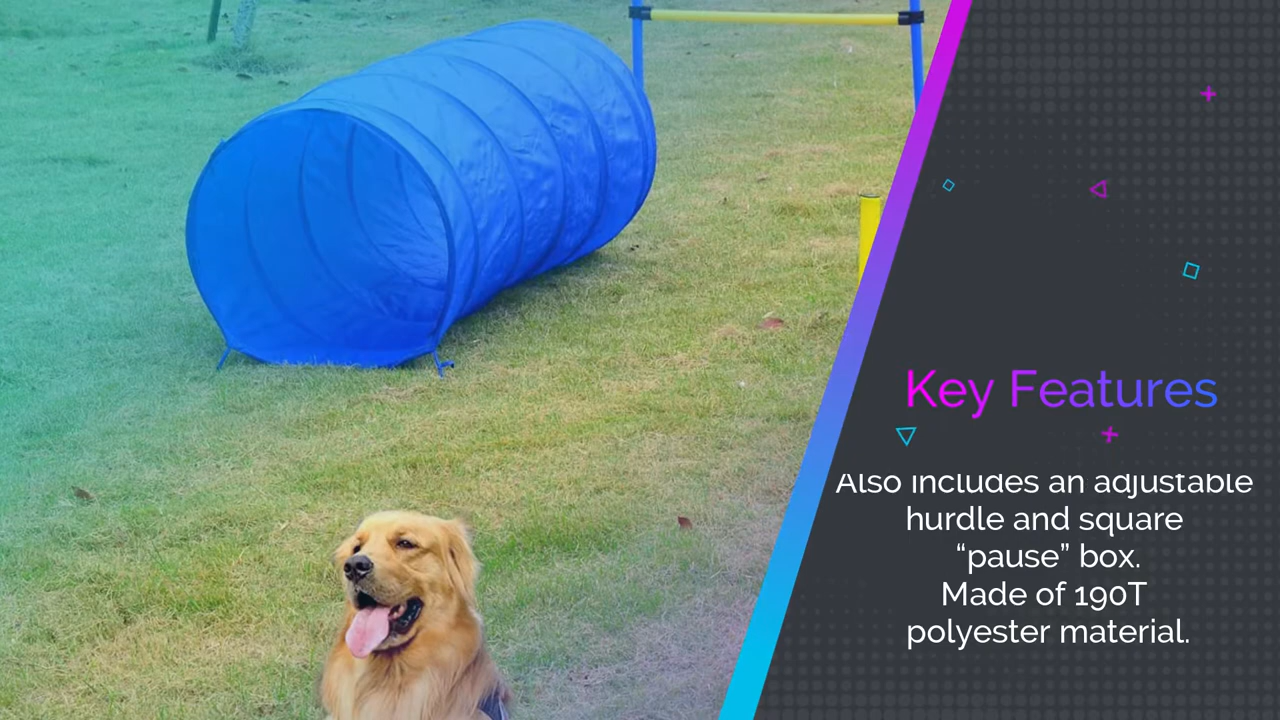 Key Features
Also includes an adjustable
hurdle and square
“pause” box.
Made of 190T
polyester material.